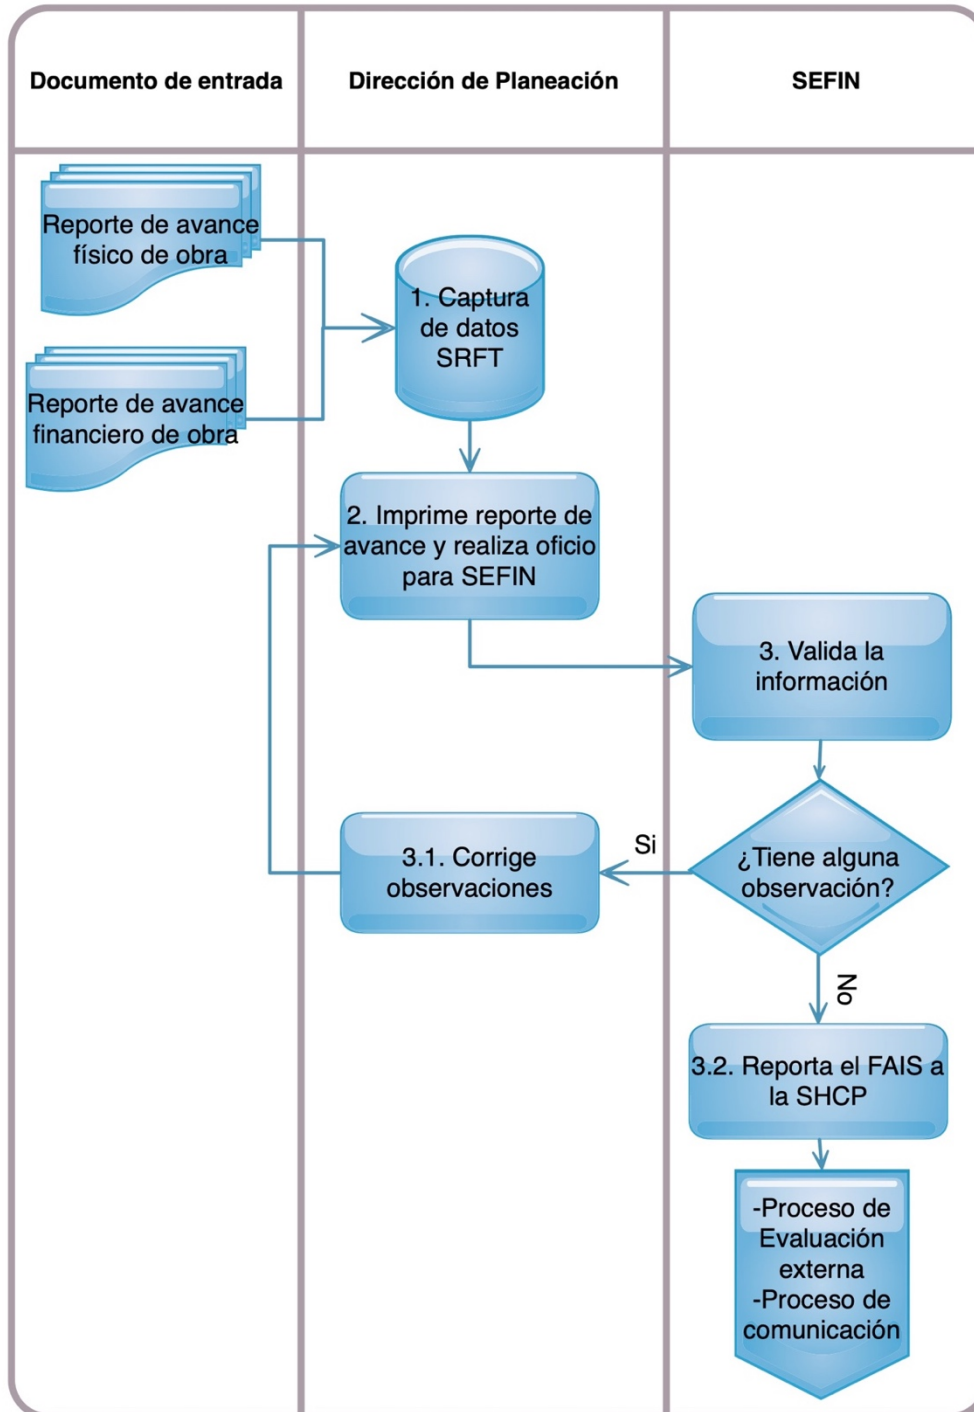 Documento de entrada
Dirección de Planeación
SEFIN
Reporte de avance
físico de obra
1. Captura
de datos
SRFT
Reporte de avance
financiero de obra
2. Imprime reporte de
avance y realiza oficio
para SEFIN
3. Valida la
información
¿Tiene alguna
observación?
Si
3.1. Corrige
observaciones
No
3.2. Reporta el FAIS a
la SHCP
-Proceso de
Evaluación
externa
-Proceso de
comunicación